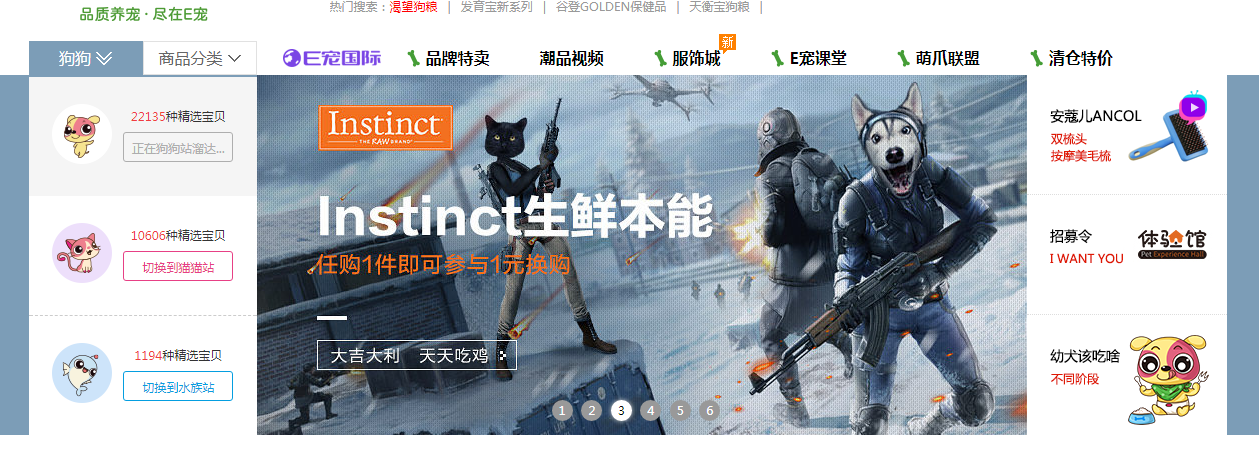 品质养宠·尽在E宠
热门搜索：渴望狗粮 | 发育宝新系列 | 谷登GOLDEN保健品 | 天衡宝狗粮 |
狗狗 商品分类 E宠国际 品牌特卖 潮品视频 服饰城 新 E宠课堂 萌爪联盟 清仓特价
22135种精选宝贝
正在狗狗站溜达...
10606种精选宝贝
切换到猫猫站
1194种精选宝贝
切换到水族站
Instinct
THE RAW BRAND
Instinct生鲜本能
任购1件即可参与1元换购
大吉大利 天天吃鸡
1 2 3 4 5 6
安蔻儿ANCOL
双梳头
按摩美毛梳
招募令
I WANT YOU
体验馆
Pet Experience Hall
幼犬该吃啥
不同阶段